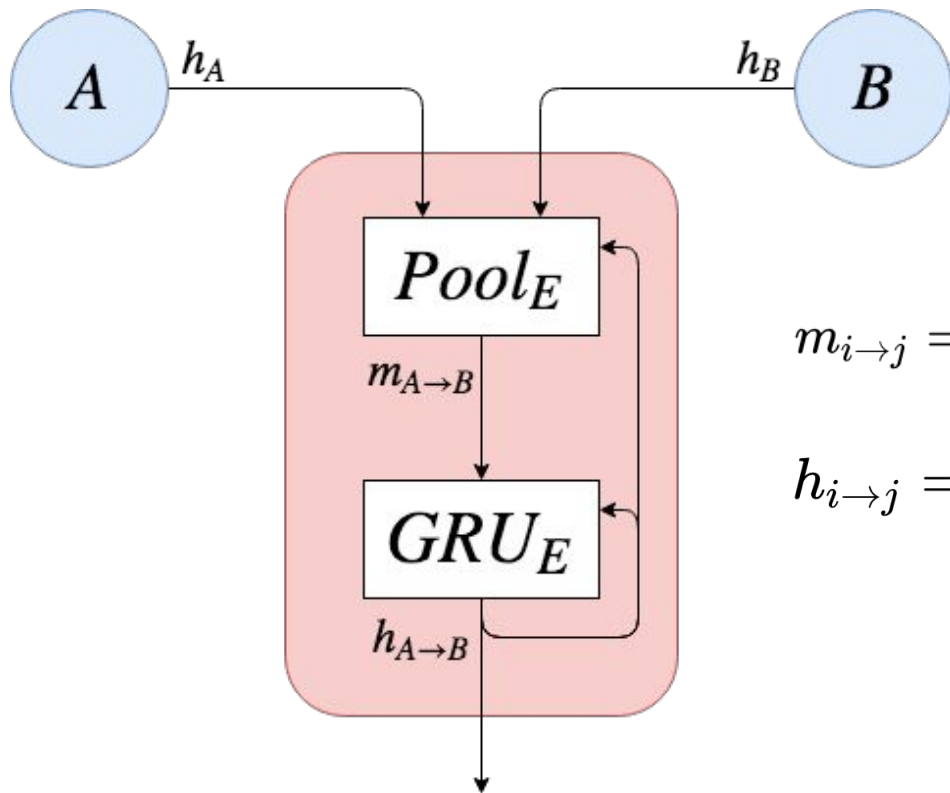 h_A
h_B
A
B
Pool_E
m_{i→j} =
m_{A→B}
h_{i→j} =
GRU_E
h_{A→B}